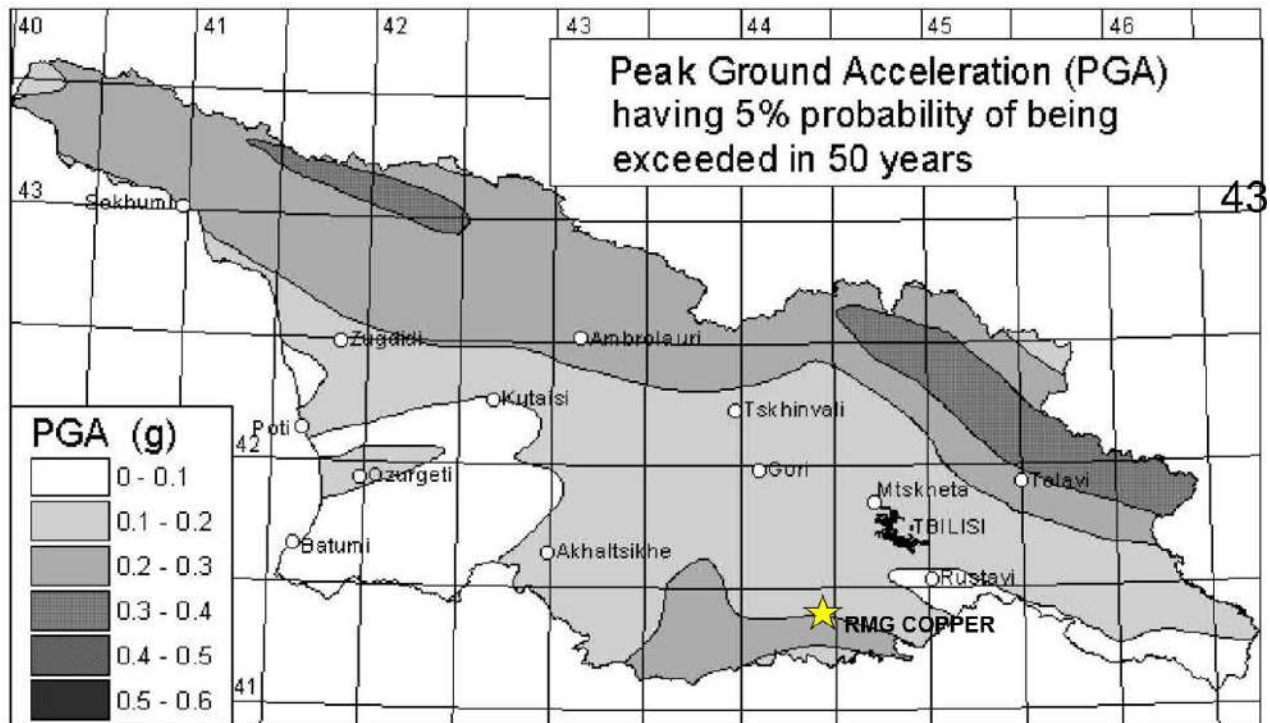 40 41 42 43 44 45 46
Peak Ground Acceleration (PGA)
having 5% probability of being
exceeded in 50 years
43
43
Sokhumi
Zugdidi
Ambrolauri
Kutaisi
Tskhinvali
Poti
42
Ozurgeti
Gori
Talavi
Mtskheta
TBILISI
Batumi
Akhaltsikhe
Rustavi
RMG COPPER
41
PGA (g)
0 - 0.1
0.1 - 0.2
0.2 - 0.3
0.3 - 0.4
0.4 - 0.5
0.5 - 0.6